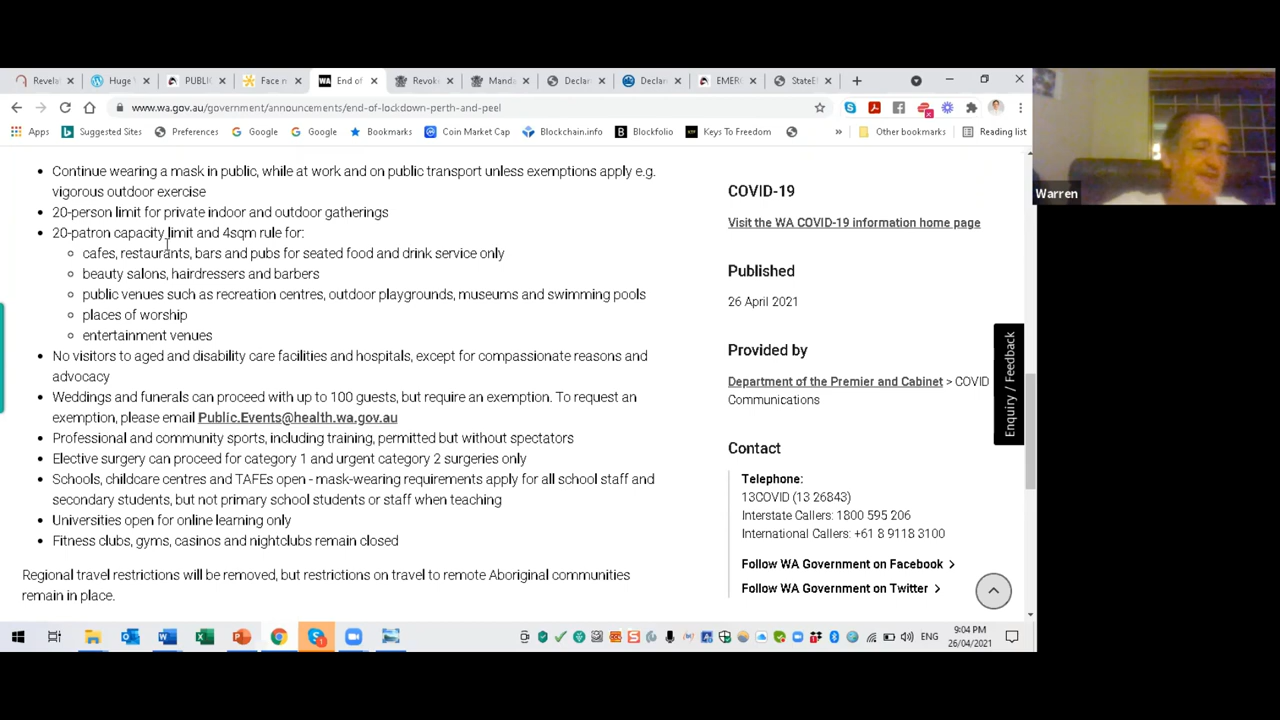 Revela
Huge
PUBLIC
Face n
WA End of
Revok
Manda
Declar
Declar
EMER
StateE
www.wa.gov.au/government/announcements/end-of-lockdown-perth-and-peel
Apps Suggested Sites Preferences Google Google Bookmarks Coin Market Cap Blockchain.info Blockfolio Keys To Freedom » Other bookmarks Reading list
• Continue wearing a mask in public, while at work and on public transport unless exemptions apply e.g.
vigorous outdoor exercise
• 20-person limit for private indoor and outdoor gatherings
• 20-patron capacity limit and 4sqm rule for:
cafes, restaurants, bars and pubs for seated food and drink service only
beauty salons, hairdressers and barbers
public venues such as recreation centres, outdoor playgrounds, museums and swimming pools
places of worship
entertainment venues
• No visitors to aged and disability care facilities and hospitals, except for compassionate reasons and
advocacy
• Weddings and funerals can proceed with up to 100 guests, but require an exemption. To request an
exemption, please email Public.Events@health.wa.gov.au
• Professional and community sports, including training, permitted but without spectators
• Elective surgery can proceed for category 1 and urgent category 2 surgeries only
• Schools, childcare centres and TAFEs open - mask-wearing requirements apply for all school staff and
secondary students, but not primary school students or staff when teaching
• Universities open for online learning only
• Fitness clubs, gyms, casinos and nightclubs remain closed
Regional travel restrictions will be removed, but restrictions on travel to remote Aboriginal communities
remain in place.
COVID-19
Visit the WA COVID-19 information home page
Published
26 April 2021
Provided by
Department of the Premier and Cabinet > COVID
Communications
Contact
Telephone:
13COVID (13 26843)
Interstate Callers: 1800 595 206
International Callers: +61 8 9118 3100
Follow WA Government on Facebook >
Follow WA Government on Twitter >
Enquiry / Feedback
Warren
ENG
9:04 PM
26/04/2021